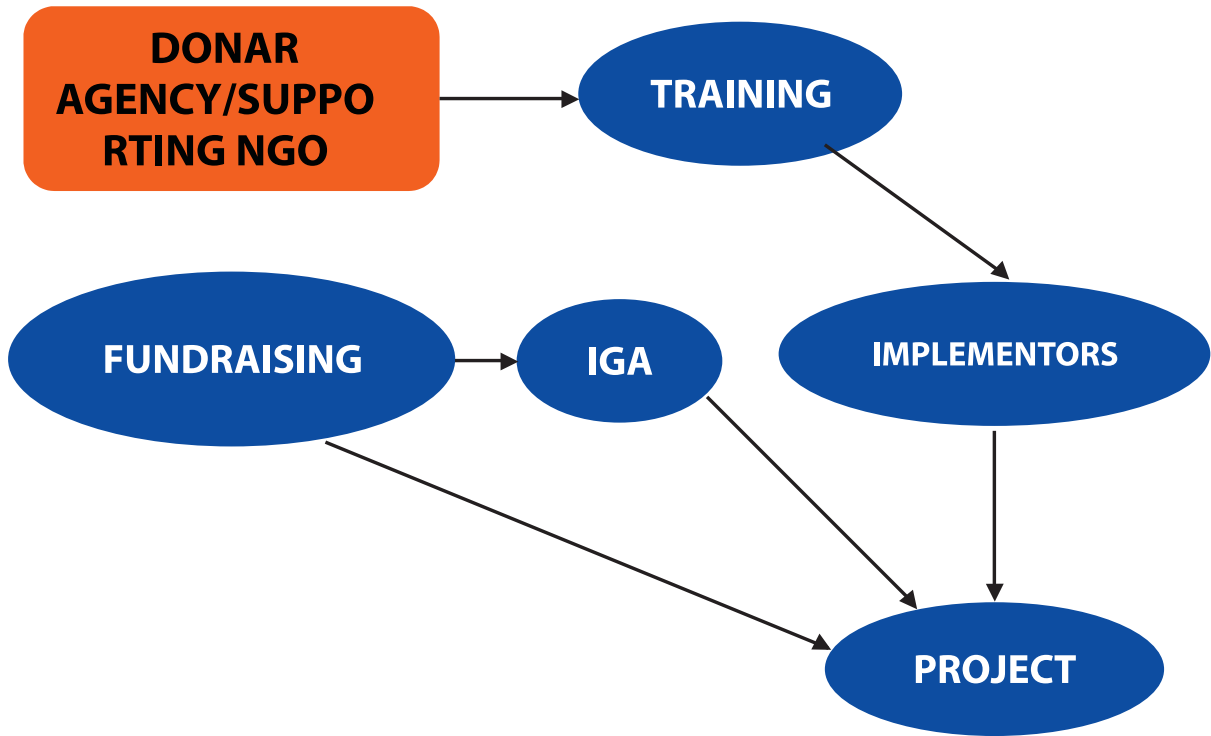 DONAR
AGENCY/SUPPO
RTING NGO
TRAINING
FUNDRAISING
IGA
IMPLEMENTORS
PROJECT